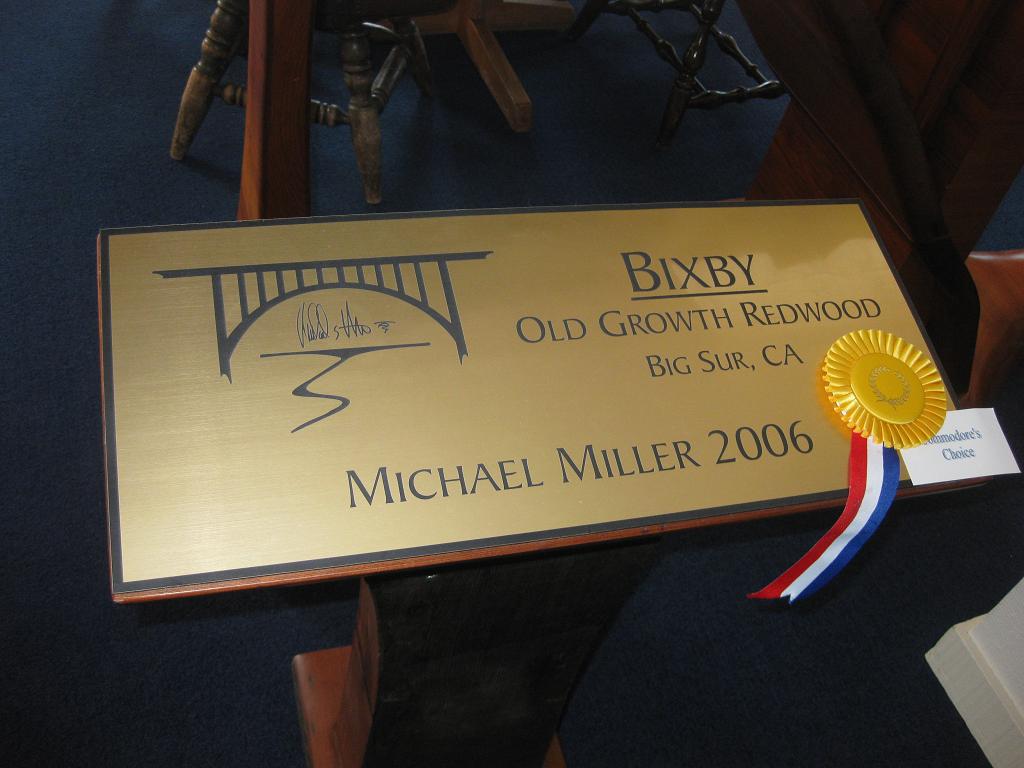 BIXBY
OLD GROWTH REDWOOD
BIG SUR, CA
MICHAEL MILLER 2006
Choice